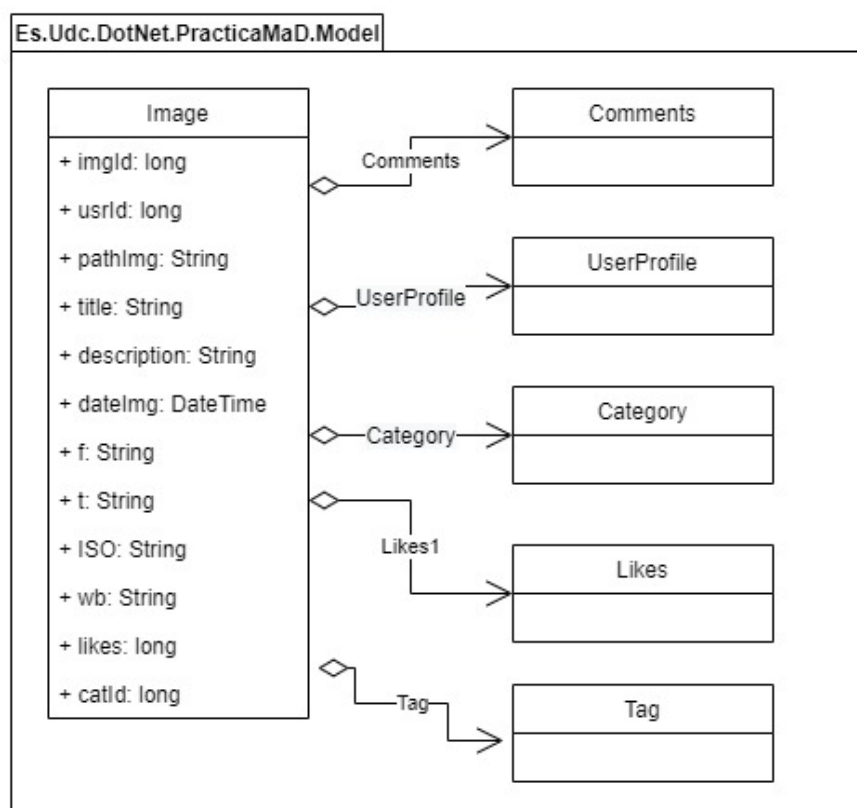 Es.Udc.DotNet.PracticaMaD.Model
Image
+ imgId: long
+ usrId: long
+ pathImg: String
+ title: String
+ description: String
+ dateImg: DateTime
+ f: String
+ t: String
+ ISO: String
+ wb: String
+ likes: long
+ catId: long
Comments
Comments
UserProfile
UserProfile
Category
Category
Likes1
Likes
Tag
Tag